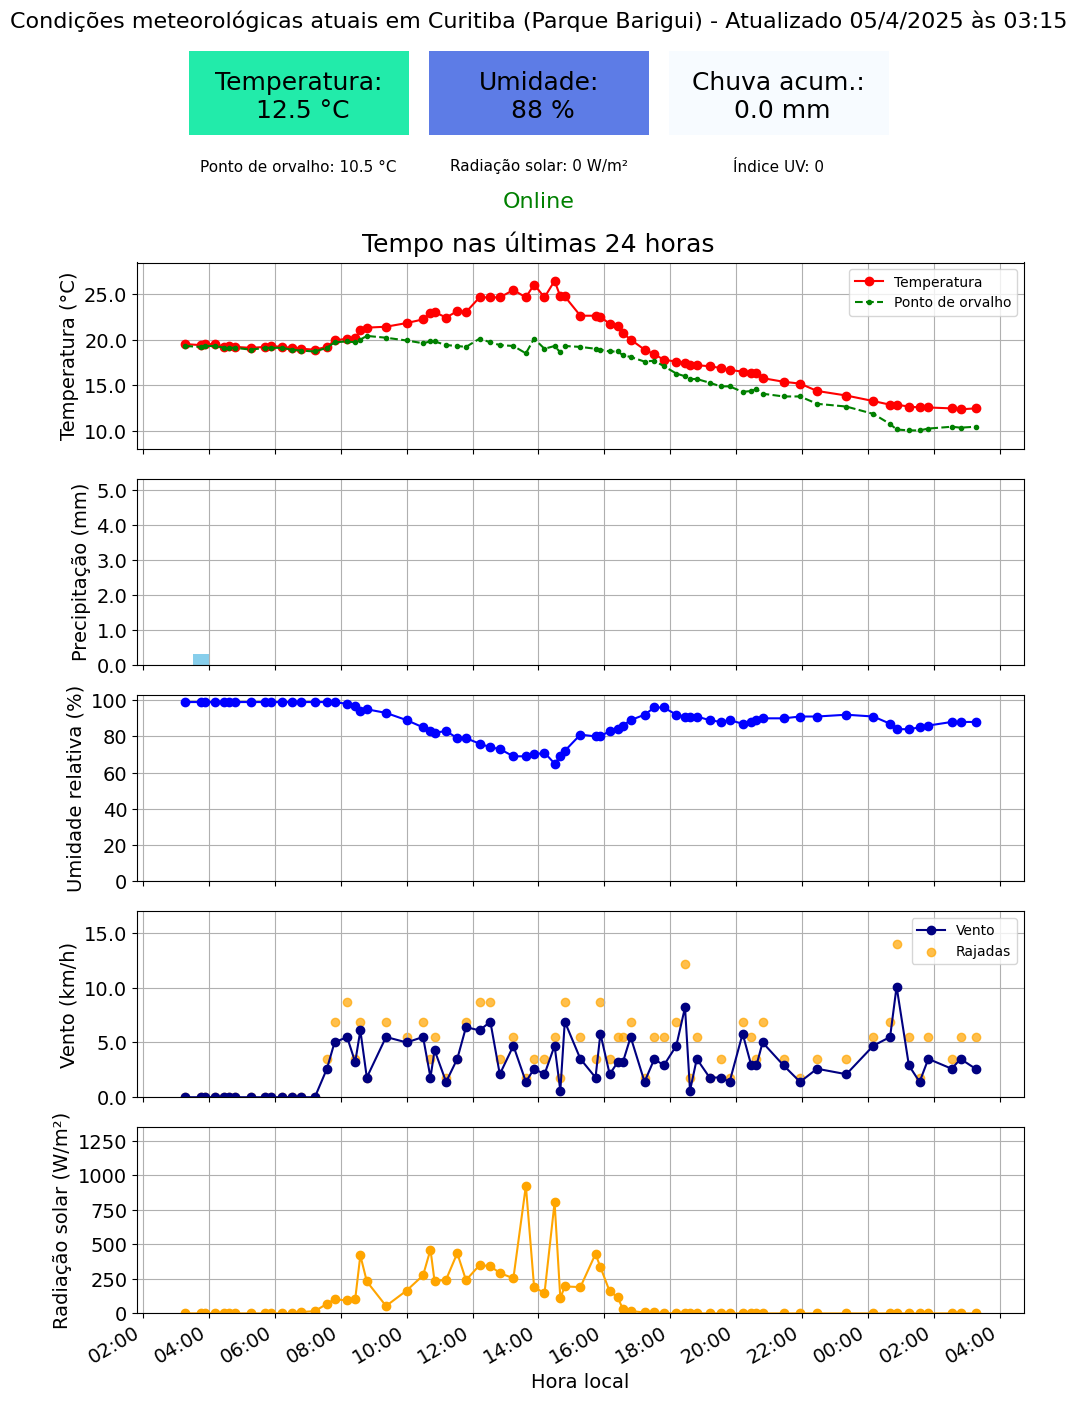 Condições meteorológicas atuais em Curitiba (Parque Barigui) - Atualizado 05/4/2025 às 03:15
Temperatura:
12.5 °C
Umidade:
88 %
Chuva acum.:
0.0 mm
Ponto de orvalho: 10.5 °C
Radiação solar: 0 W/m²
Índice UV: 0
Online
Tempo nas últimas 24 horas
Temperatura (°C)
25.0
20.0
15.0
10.0
Temperatura
Ponto de orvalho
Precipitação (mm)
5.0
4.0
3.0
2.0
1.0
0.0
Umidade relativa (%)
100
80
60
40
20
0
Vento (km/h)
15.0
10.0
5.0
0.0
Vento
Rajadas
Radiação solar (W/m²)
1250
1000
750
500
250
0
02:00
04:00
06:00
08:00
10:00
12:00
14:00
16:00
18:00
20:00
22:00
00:00
02:00
04:00
Hora local